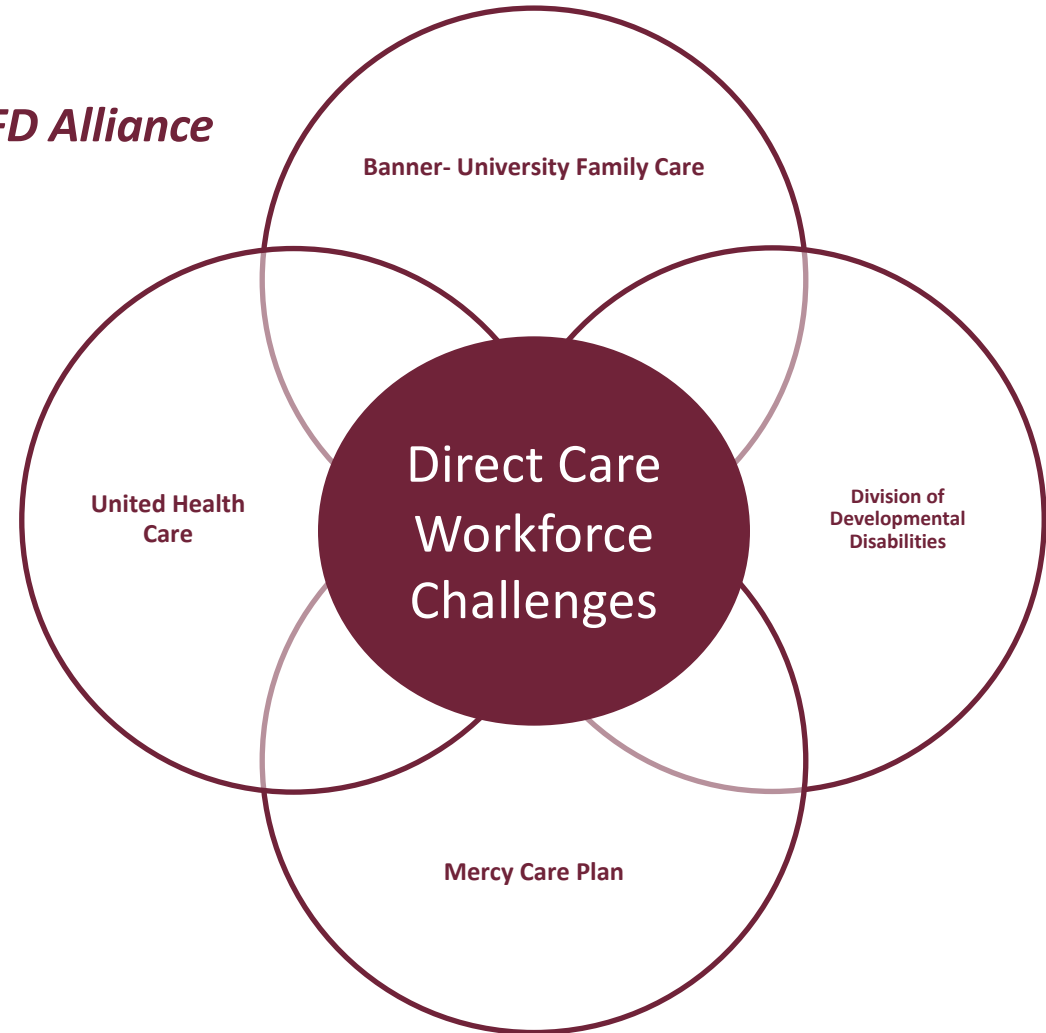 FD Alliance
Banner- University Family Care
United Health
Care
Direct Care
Workforce
Challenges
Division of
Developmental
Disabilities
Mercy Care Plan